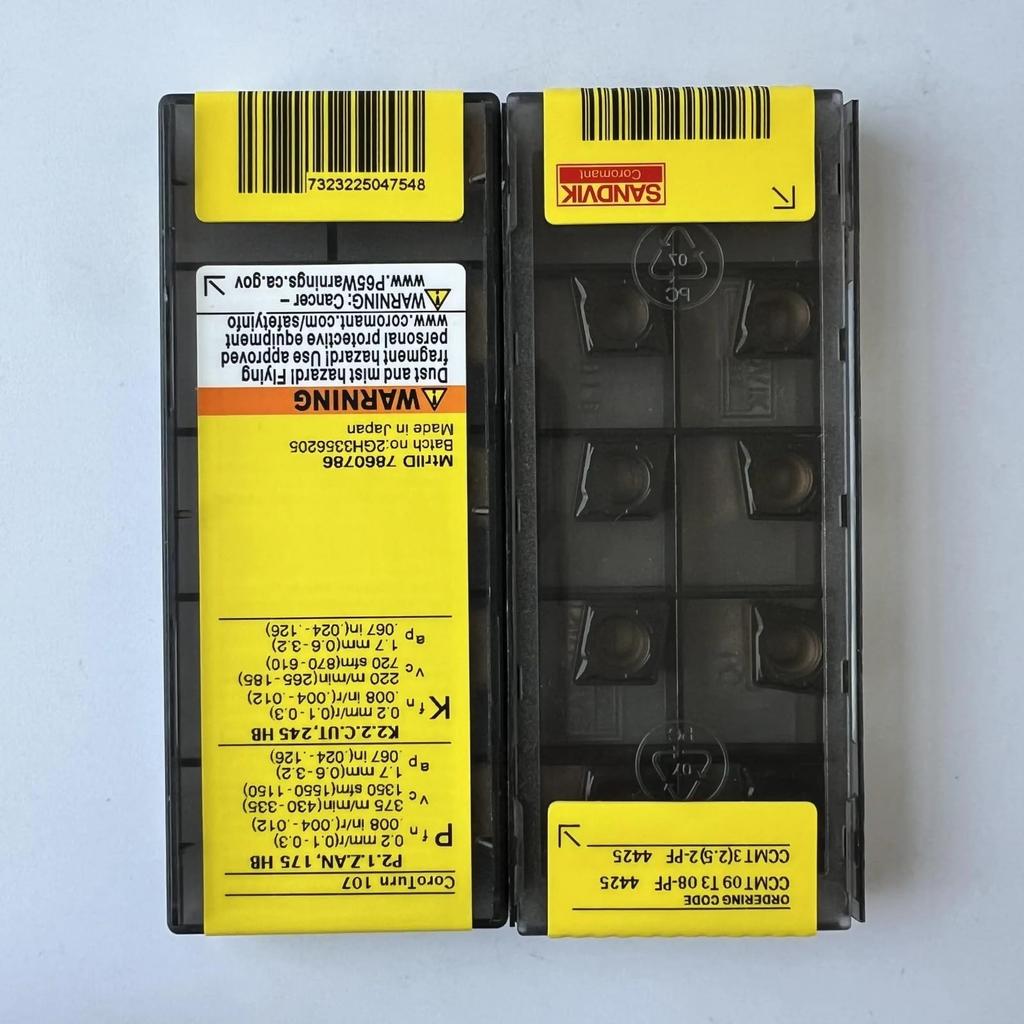 CoroTurn 107
P2.1.Z.AN, 175 HB
P fn 0.2 mm/r(0.1 - 0.3)
.008 in/r(.004-.012)
vc 375 m/min(430-335)
1350 sfm(1550-1150)
ap 1.7 mm(0.6-3.2)
.067 in(.024-.126)
K2.2.C.UT, 245 HB
K fn 0.2 mm/r(0.1 - 0.3)
.008 in/r(.004-.012)
vc 220 m/min(265-185)
720 sfm(870-610)
ap 1.7 mm(0.6-3.2)
.067 in(.024-.126)
MtrlID 7860786
Batch no:2GH3356205
Made in Japan
WARNING
Dust and mist hazard! Flying
fragment hazard! Use approved
personal protective equipment
www.coromant.com/safetyinfo
WARNING: Cancer –
www.P65Warnings.ca.gov
7323225047548
ORDERING CODE
CCMT 09 T3 08-PF 4425
CCMT 3(2.5)2-PF 4425
07
PC
07
PC
SANDVIK
Coromant